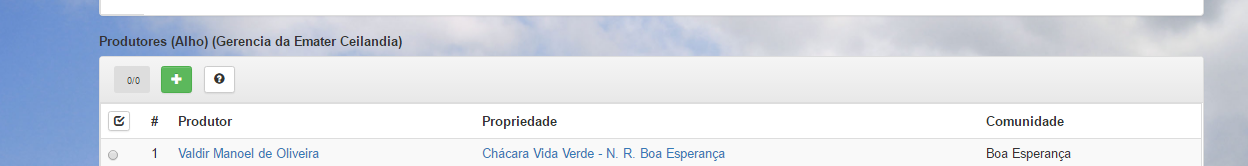 Produtores (Alho) (Gerencia da Emater Ceilandia)
0/0
# Produtor Propriedade Comunidade
1 Valdir Manoel de Oliveira Chácara Vida Verde - N. R. Boa Esperança Boa Esperança